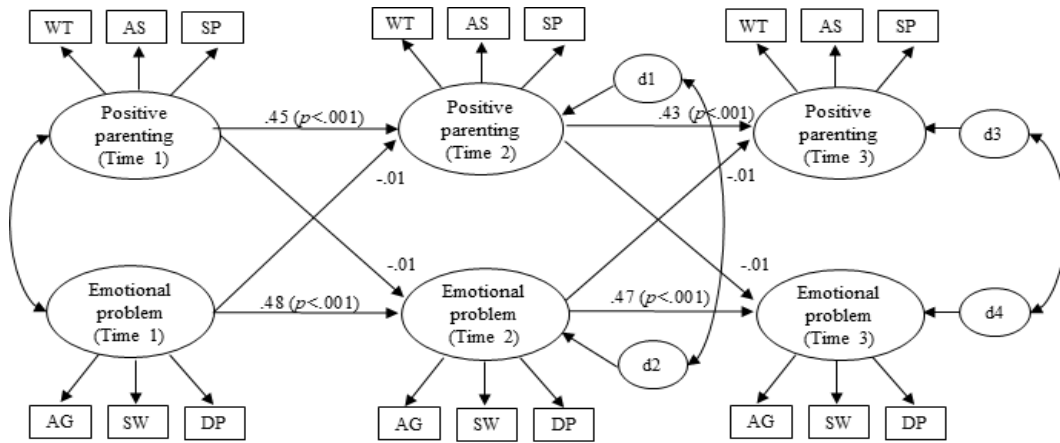 WT AS SP
WT AS SP
WT AS SP
Positive
parenting
(Time 1)
.45 (p<.001)
Positive
parenting
(Time 2)
d1
.43 (p<.001)
Positive
parenting
(Time 3)
d3
-.01
-.01
-.01
-.01
Emotional
problem
(Time 1)
.48 (p<.001)
Emotional
problem
(Time 2)
d2
.47 (p<.001)
Emotional
problem
(Time 3)
d4
AG SW DP
AG SW DP
AG SW DP